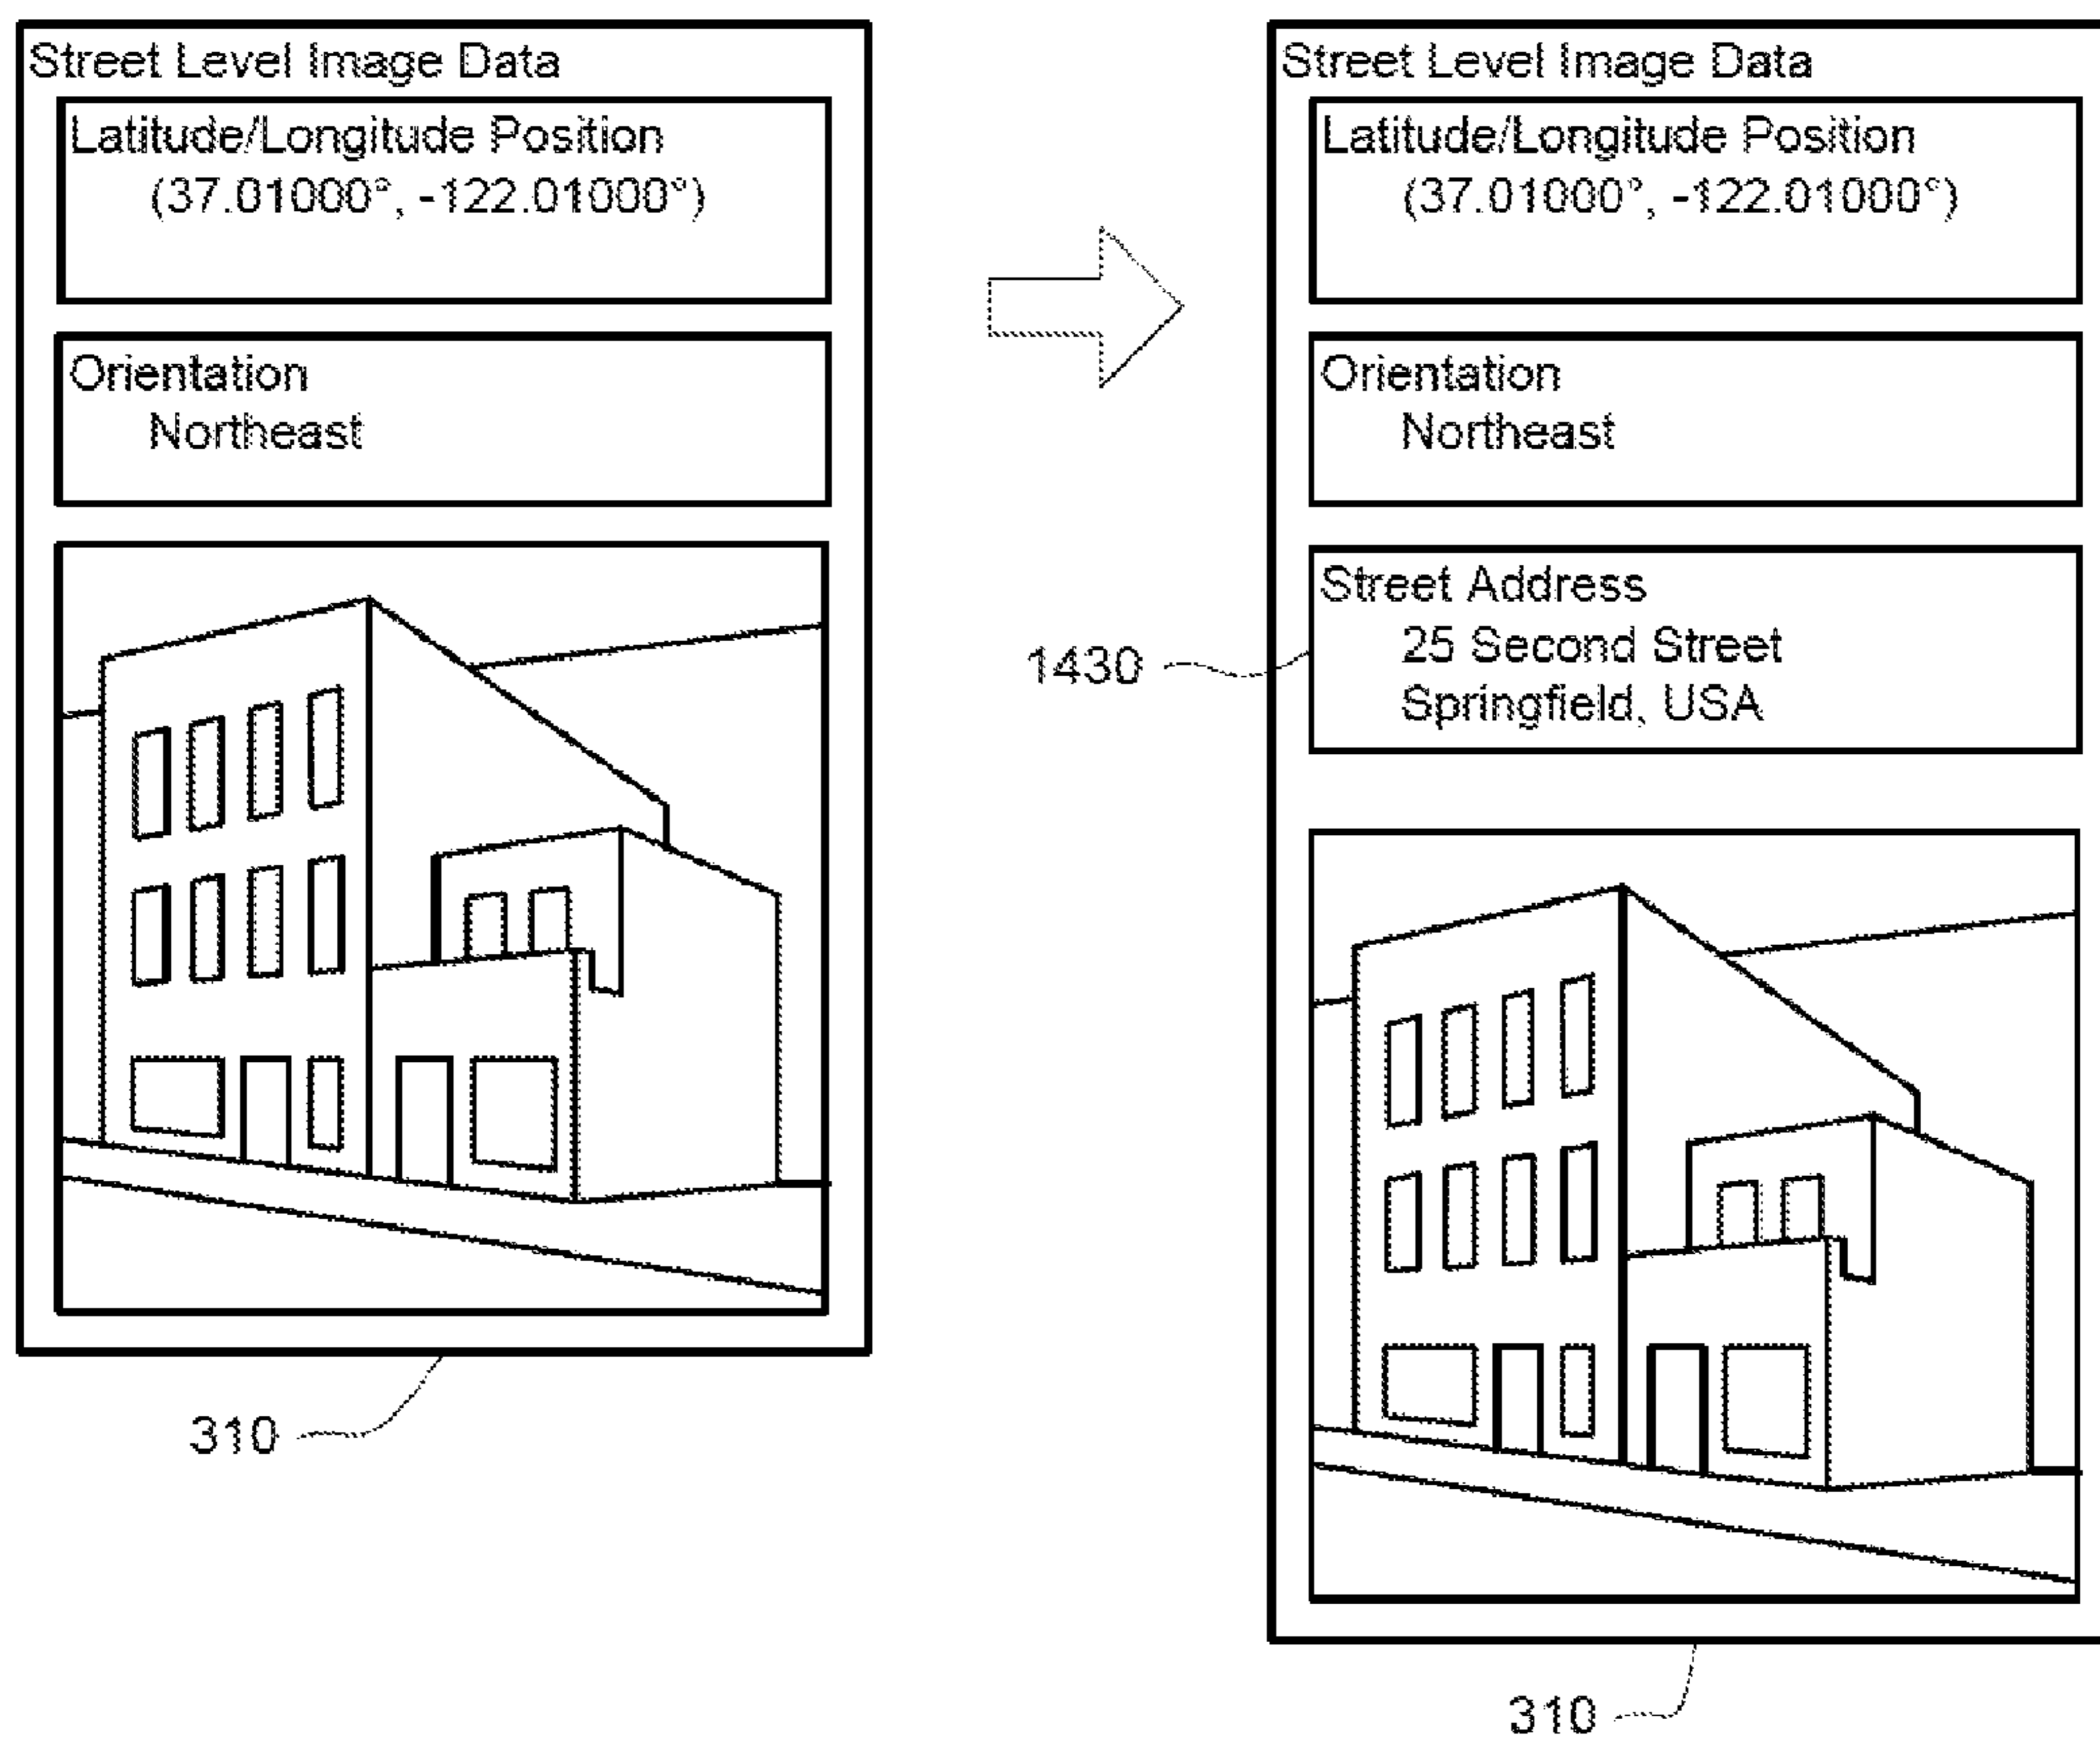 Street Level Image Data
Latitude/Longitude Position
(37.01000°, -122.01000°)
Orientation
Northeast
310
Street Level Image Data
Latitude/Longitude Position
(37.01000°, -122.01000°)
Orientation
Northeast
1430
Street Address
25 Second Street
Springfield, USA
310